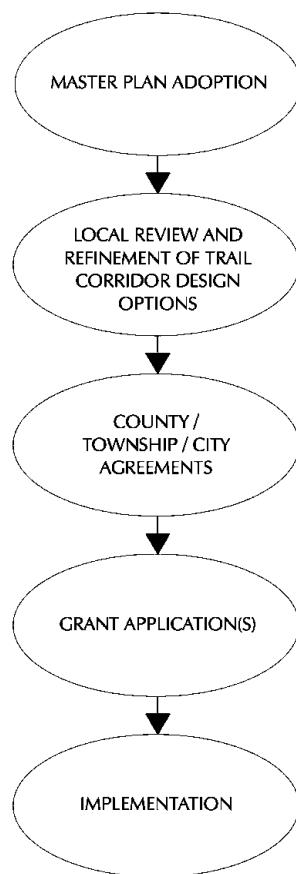 MASTER PLAN ADOPTION
LOCAL REVIEW AND
REFINEMENT OF TRAIL
CORRIDOR DESIGN
OPTIONS
COUNTY /
TOWNSHIP / CITY
AGREEMENTS
GRANT APPLICATION(S)
IMPLEMENTATION